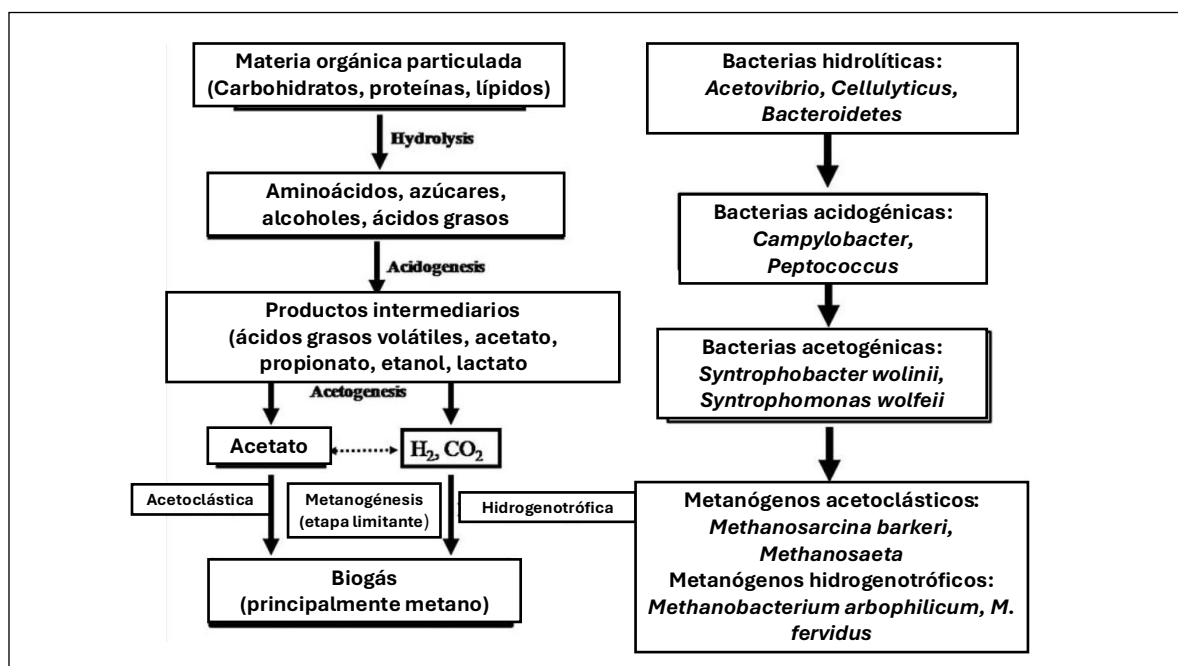 Materia orgánica particulada
(Carbohidratos, proteínas, lípidos)
Hydrolysis
Aminoácidos, azúcares,
alcoholes, ácidos grasos
Acidogenesis
Productos intermediarios
(ácidos grasos volátiles, acetato,
propionato, etanol, lactato
Acetogenesis
Acetato
H₂, CO₂
Acetoclástica
Metanogénesis
(etapa limitante)
Hidrogenotrófica
Biogás
(principalmente metano)
Bacterias hidrolíticas:
Acetovibrio, Cellulyticus,
Bacteroidetes
Bacterias acidogénicas:
Campylobacter,
Peptococcus
Bacterias acetogénicas:
Syntrophobacter wolinii,
Syntrophomonas wolfeii
Metanógenos acetoclásticos:
Methanosarcina barkeri,
Methanosaeta
Metanógenos hidrogenotróficos:
Methanobacterium arbophilicum, M.
fervidus